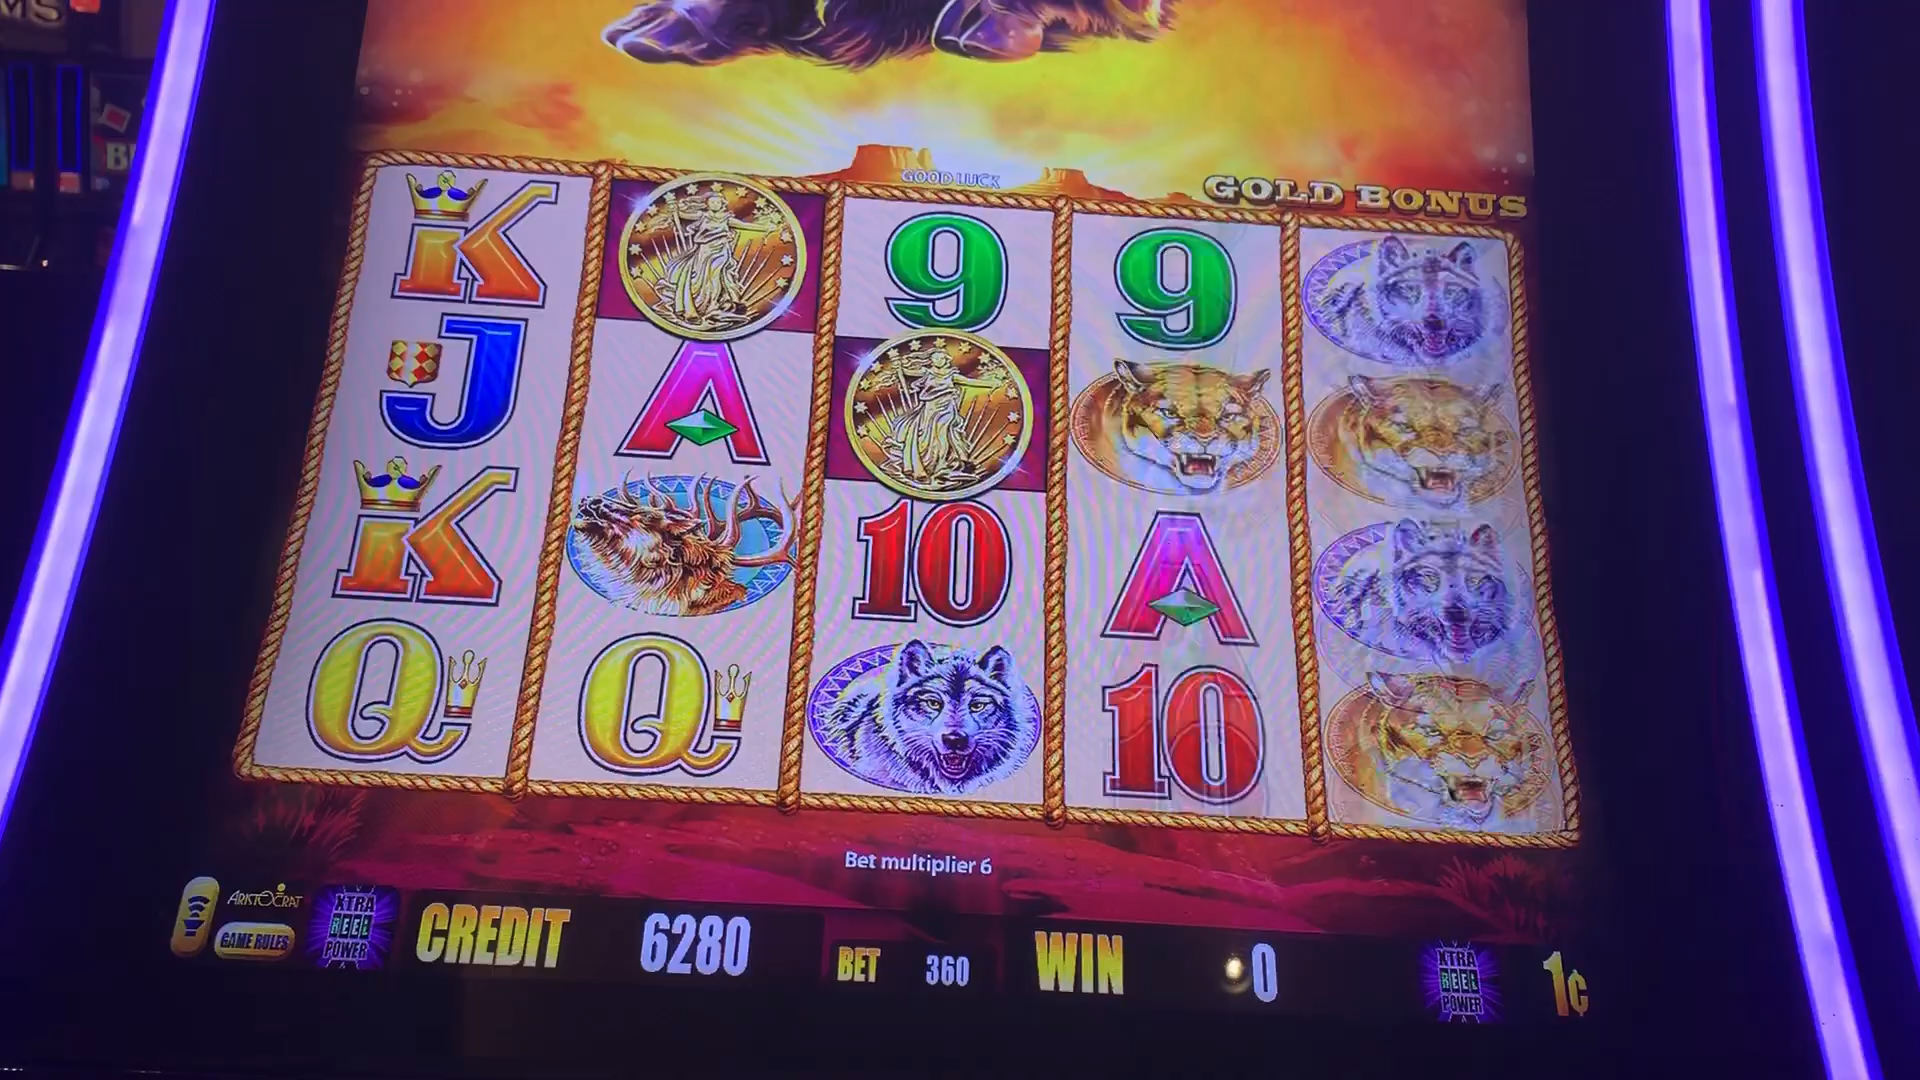 MS
B
GOOD LUCK
GOLD BONUS
K
9
9
J
A
K
10
A
Q
Q
10
Bet multiplier 6
ARISTOCRAT
GAME RULES
XTRA
REEL
POWER
CREDIT 6280
BET 360
WIN 0
XTRA
REEL
POWER
1¢